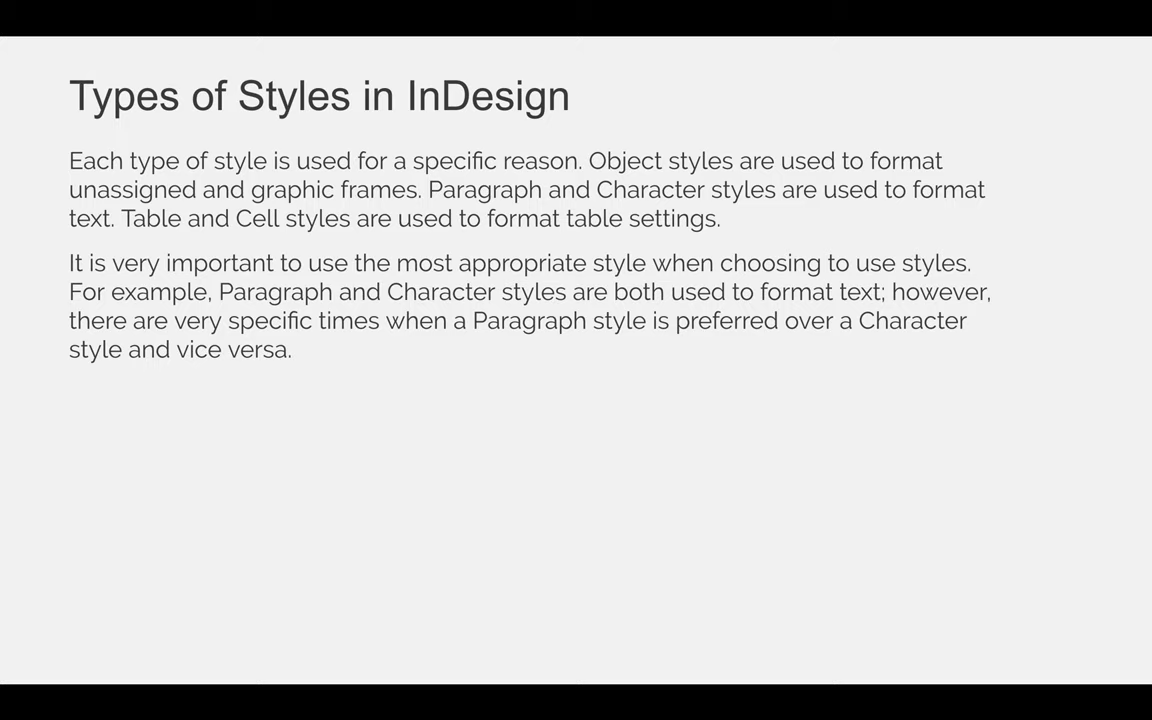 Types of Styles in InDesign
Each type of style is used for a specific reason. Object styles are used to format
unassigned and graphic frames. Paragraph and Character styles are used to format
text. Table and Cell styles are used to format table settings.
It is very important to use the most appropriate style when choosing to use styles.
For example, Paragraph and Character styles are both used to format text; however,
there are very specific times when a Paragraph style is preferred over a Character
style and vice versa.